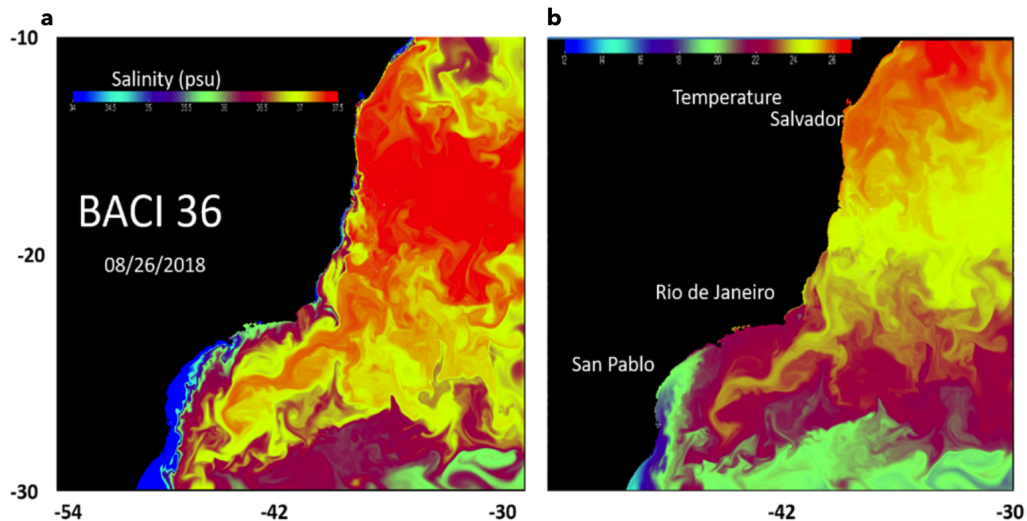 a
b
-10
Salinity (psu)
34 34.5 35 35.5 36 36.5 37 37.5
14 16 18 20 22 24 26
Temperature
Salvador
BACI 36
08/26/2018
-20
Rio de Janeiro
San Pablo
-30
-54 -42 -30
-42 -30